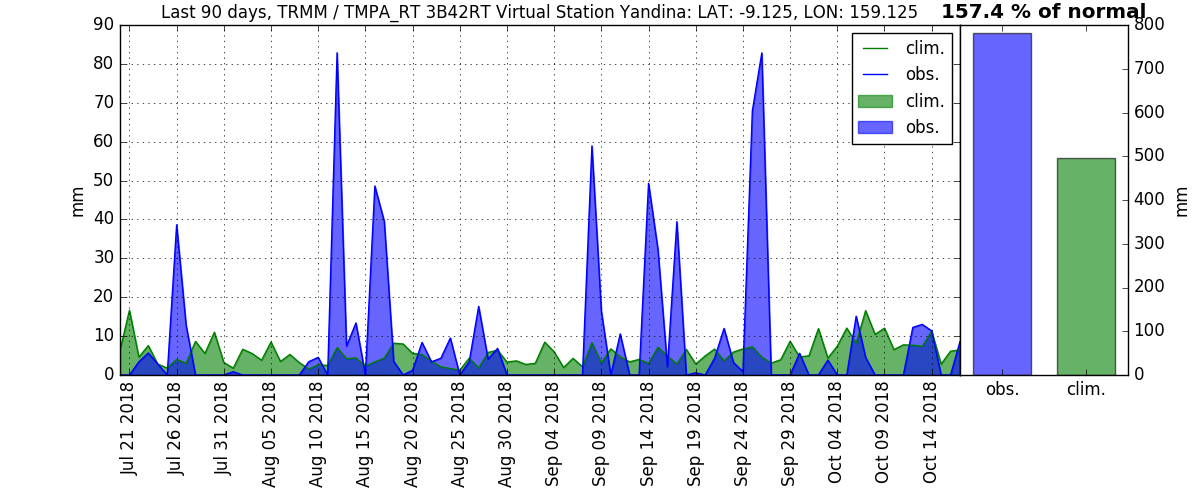 Last 90 days, TRMM / TMPA_RT 3B42RT Virtual Station Yandina: LAT: -9.125, LON: 159.125
157.4 % of normal
90
80
70
60
50
40
30
20
10
0
mm
clim.
obs.
clim.
obs.
800
700
600
500
400
300
200
100
0
mm
obs.
clim.
Jul 21 2018
Jul 26 2018
Jul 31 2018
Aug 05 2018
Aug 10 2018
Aug 15 2018
Aug 20 2018
Aug 25 2018
Aug 30 2018
Sep 04 2018
Sep 09 2018
Sep 14 2018
Sep 19 2018
Sep 24 2018
Sep 29 2018
Oct 04 2018
Oct 09 2018
Oct 14 2018